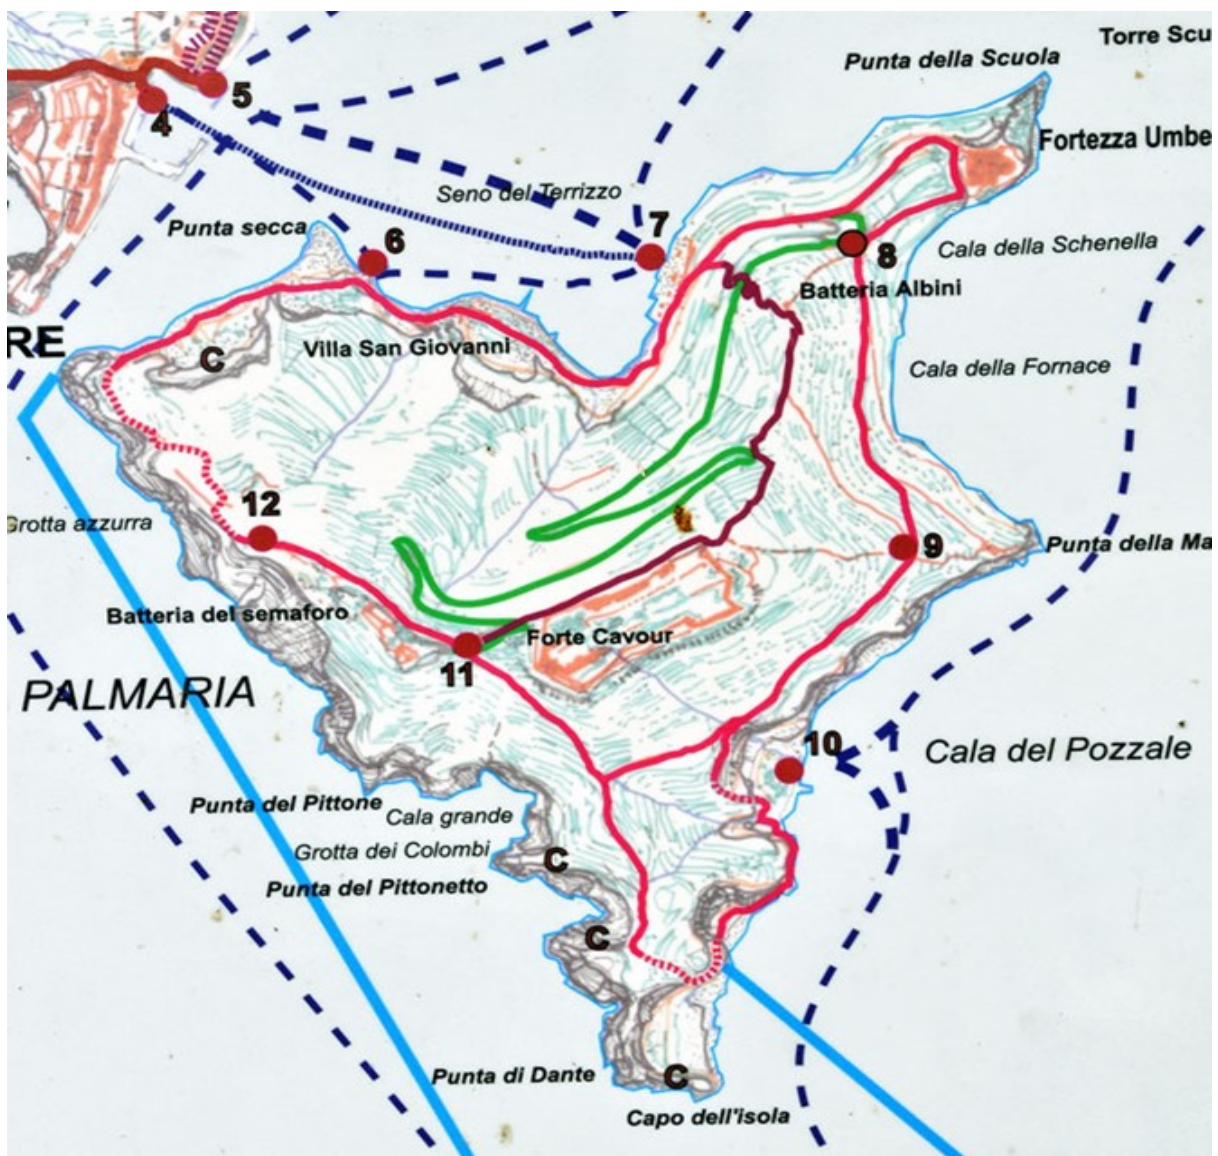 Torre Scu
Punta della Scuola
5
4
Fortezza Umbe
Seno del Terrizzo
7
Punta secca
6
8
Cala della Schenella
Batteria Albini
RE
C
Villa San Giovanni
Cala della Fornace
12
Grotta azzurra
9
Punta della Ma
Batteria del semaforo
Forte Cavour
11
PALMARIA
10
Cala del Pozzale
Punta del Pittone
Cala grande
Grotta dei Colombi
C
Punta del Pittonetto
C
Punta di Dante
C
Capo dell'isola